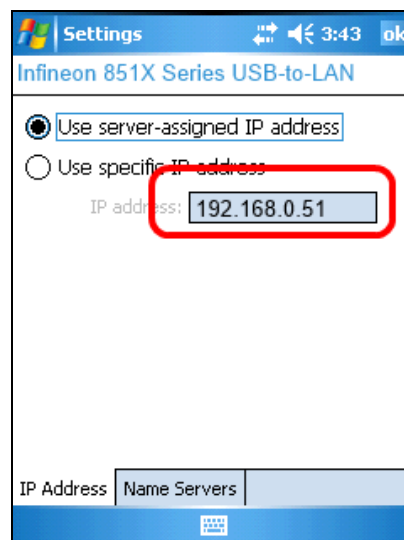 Settings 3:43 ok
Infineon 851X Series USB-to-LAN
Use server-assigned IP address
Use specific IP address
IP address: 192.168.0.51
IP Address Name Servers